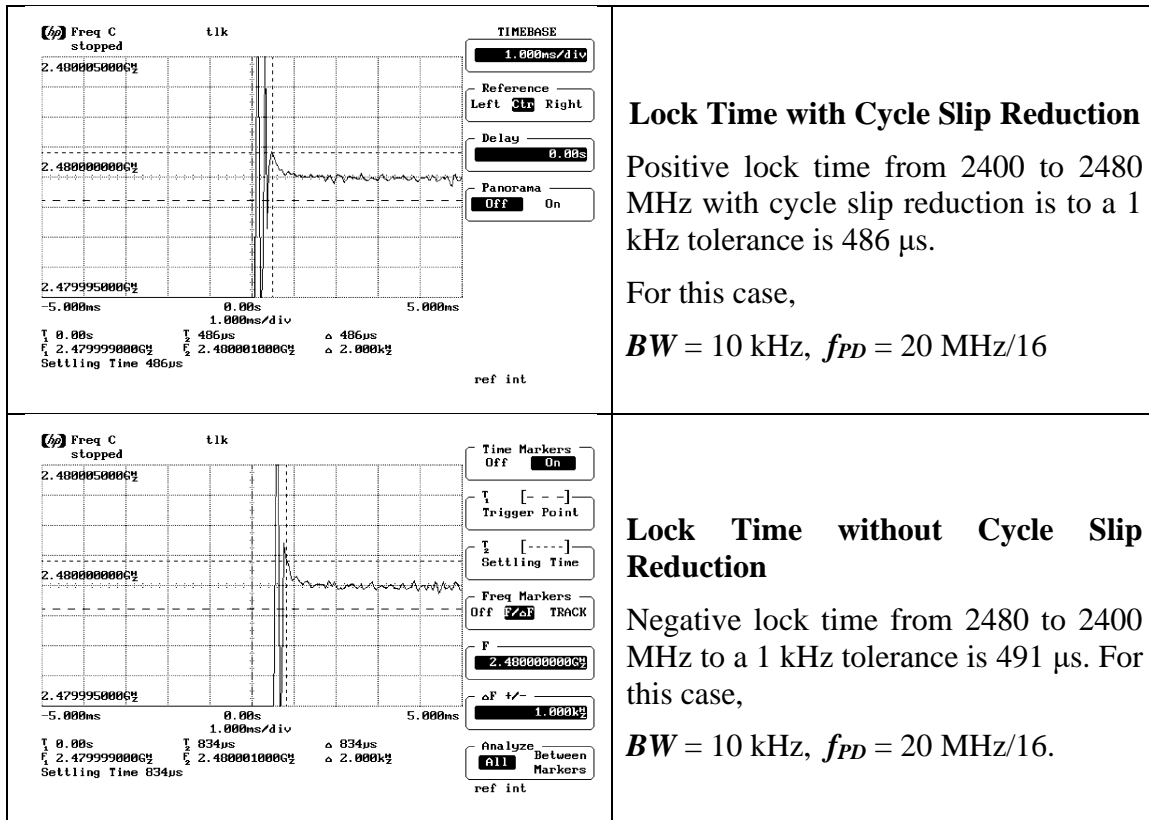 hp Freq C tlk
stopped
2.480005000GHz
2.480000000GHz
2.479995000GHz
-5.000ms 0.00s 5.000ms
1.000ms/div
T1 0.00s T2 486µs △ 486µs
F1 2.479999000GHz F2 2.480001000GHz △ 2.000kHz
Settling Time 486µs
TIMEBASE
1.000ms/div
Reference
Left Ctr Right
Delay
0.00s
Panorama
Off On
ref int
Lock Time with Cycle Slip Reduction
Positive lock time from 2400 to 2480
MHz with cycle slip reduction is to a 1
kHz tolerance is 486 μs.
For this case,
BW = 10 kHz, fPD = 20 MHz/16
hp Freq C tlk
stopped
2.480005000GHz
2.480000000GHz
2.479995000GHz
-5.000ms 0.00s 5.000ms
1.000ms/div
T1 0.00s T2 834µs △ 834µs
F1 2.479999000GHz F2 2.480001000GHz △ 2.000kHz
Settling Time 834µs
Time Markers
Off On
T1 [- - -]
Trigger Point
T2 [-----]
Settling Time
Freq Markers
Off F/△F TRACK
F
2.480000000GHz
△F +/-
1.000kHz
Analyze
All Between
Markers
ref int
Lock Time without Cycle Slip
Reduction
Negative lock time from 2480 to 2400
MHz to a 1 kHz tolerance is 491 μs. For
this case,
BW = 10 kHz, fPD = 20 MHz/16.